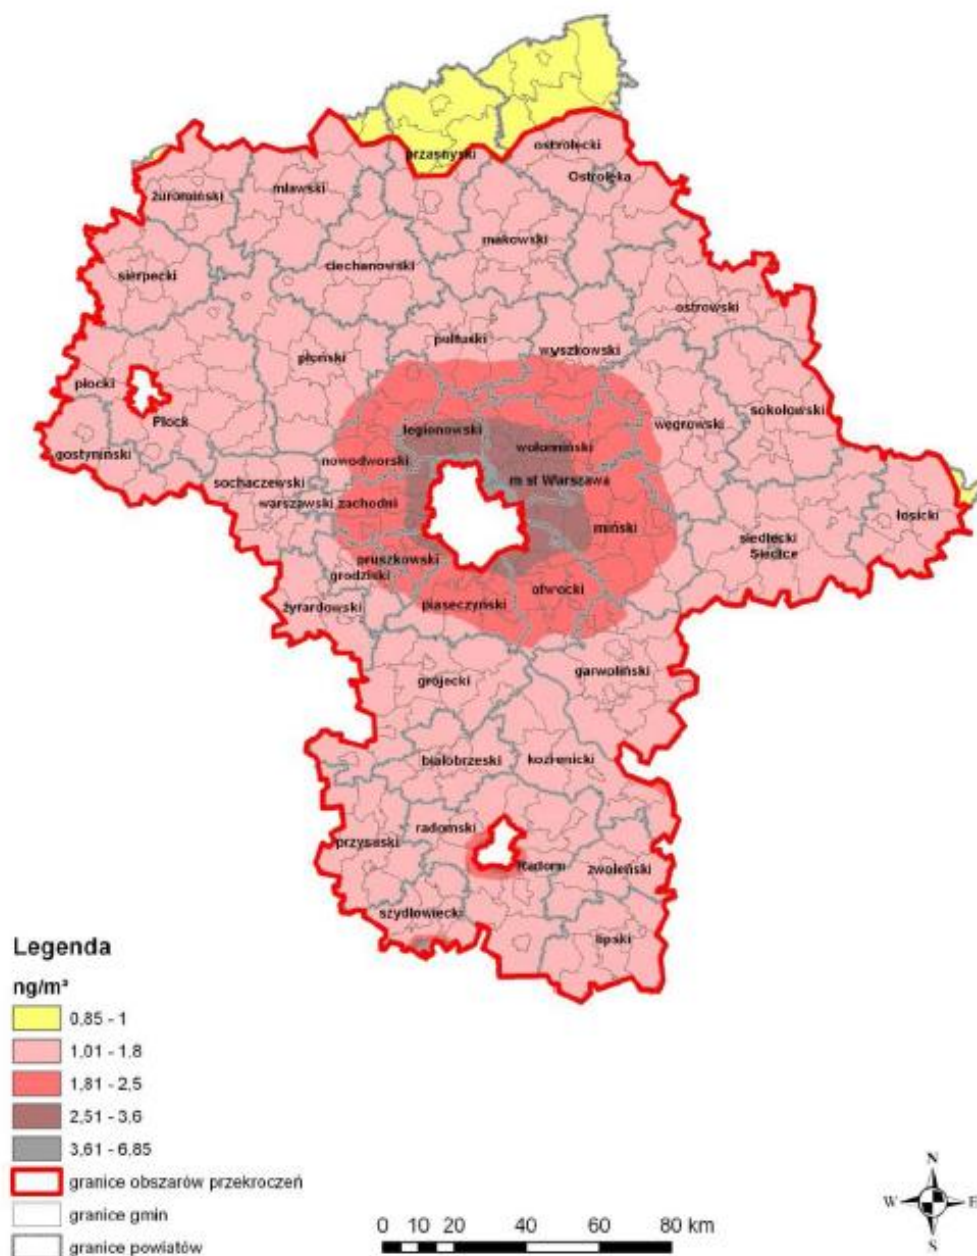 przasnyski
ostrołęcki
Ostrołęka
żuromiński
mławski
makowski
ciechanowski
sierpecki
ostrowski
pułtuski
wyszkowski
płoński
płocki
Płock
sokołowski
węgrowski
legionowski
wołomiński
gostyniński
nowodworski
sochaczewski
m st Warszawa
warszawski zachodni
łosicki
miński
siedlecki
Siedlce
pruszkowski
grodziski
otwocki
piaseczyński
żyrardowski
garwoliński
grójecki
białobrzeski
kozienicki
radomski
przysuski
Radom
zwoleński
szydłowiecki
lipski
Legenda
ng/m³
0,85 - 1
1,01 - 1,8
1,81 - 2,5
2,51 - 3,6
3,61 - 6,85
granice obszarów przekroczeń
granice gmin
granice powiatów
0 10 20 40 60 80 km
N
W E
S